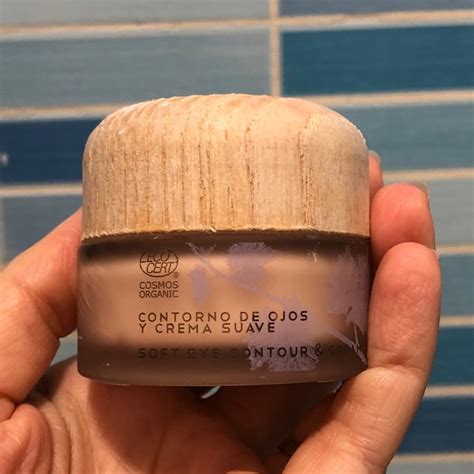 ECO
CERT®
COSMOS
ORGANIC
CONTORNO DE OJOS
Y CREMA SUAVE
SOFT EYE CONTOUR &